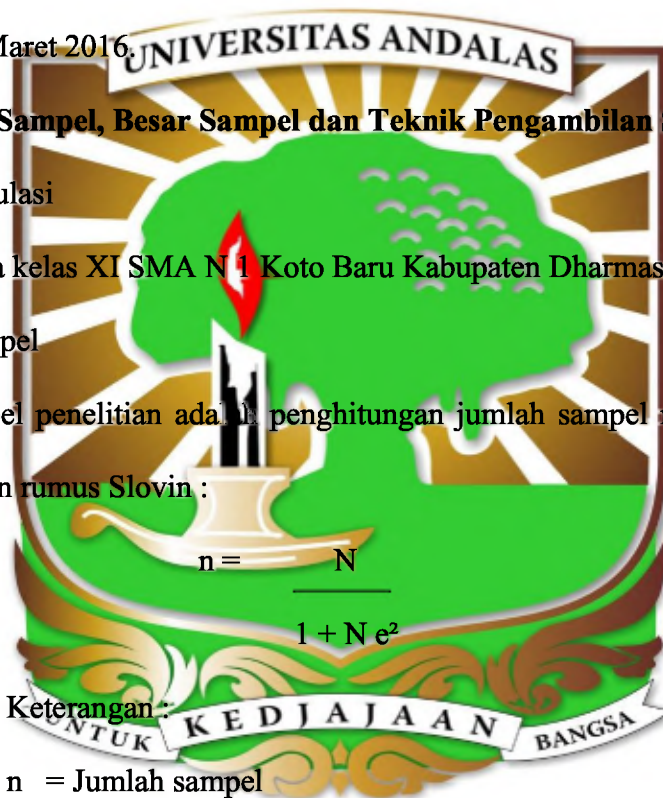 Maret 2016.
UNIVERSITAS ANDALAS
Sampel, Besar Sampel dan Teknik Pengambilan
ulasi
kelas XI SMA N 1 Koto Baru Kabupaten Dharmas
pel
el penelitian adalah penghitungan jumlah sampel
n rumus Slovin :
n = N
1 + N e²
Keterangan :
UNTUK KEDJAJAAN BANGSA
n = Jumlah sampel